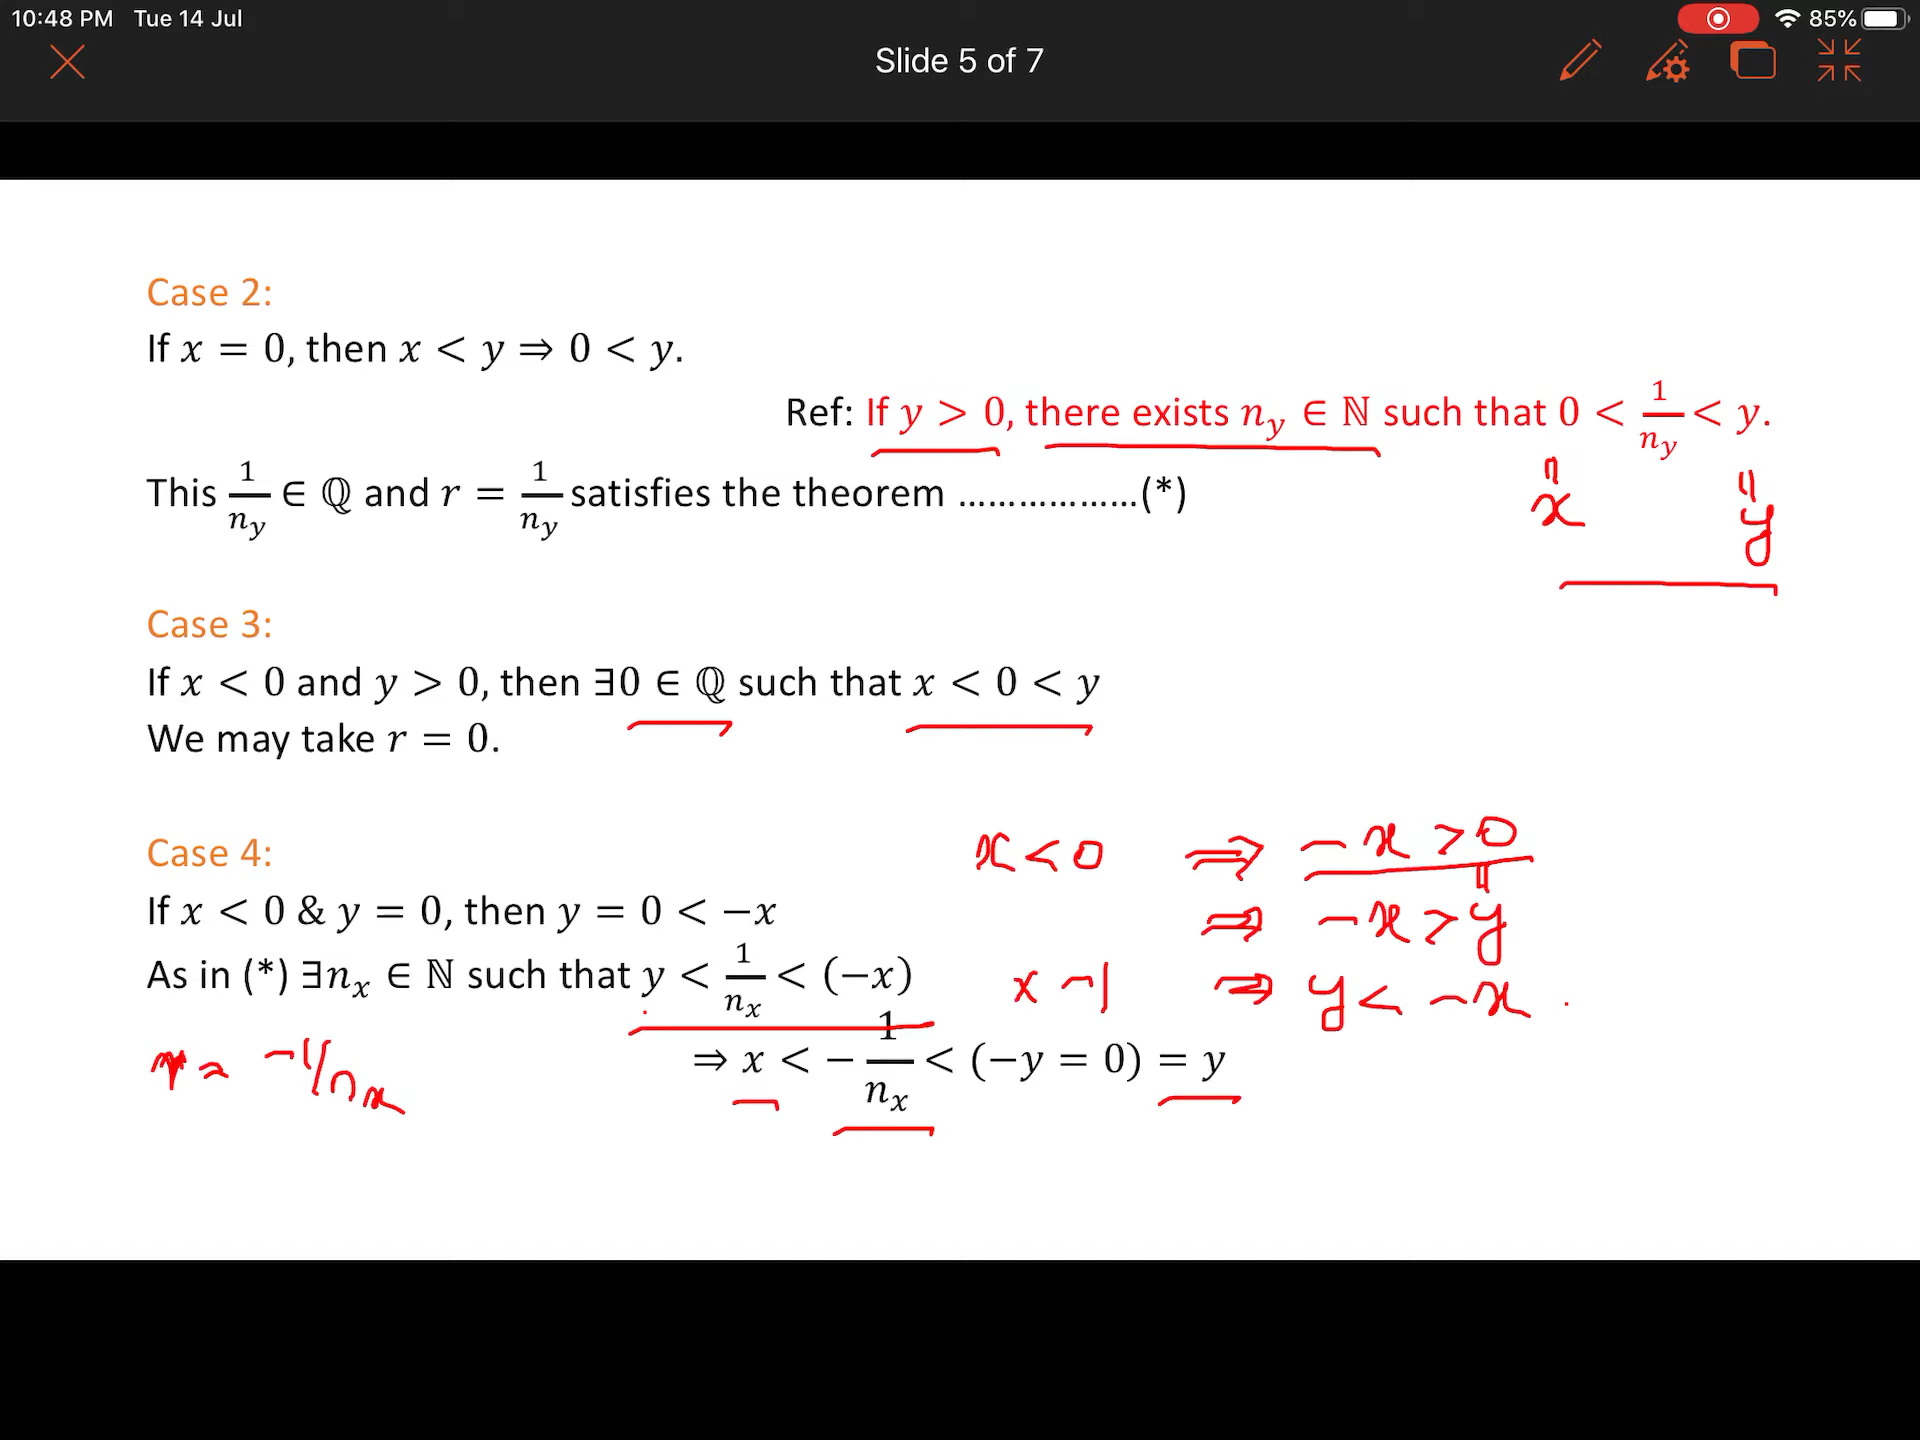 10:48 PM Tue 14 Jul
85%
Slide 5 of 7
Case 2:
If x = 0, then x < y ⇒ 0 < y.
Ref: If y > 0, there exists n_y ∈ ℕ such that 0 < 1/n_y < y.
This 1/n_y ∈ ℚ and r = 1/n_y satisfies the theorem ..................(*)
" x " y
Case 3:
If x < 0 and y > 0, then ∃0 ∈ ℚ such that x < 0 < y
We may take r = 0.
Case 4:
x < 0 ⇒ -x > 0
If x < 0 & y = 0, then y = 0 < −x
⇒ -x > y
As in (*) ∃n_x ∈ ℕ such that y < 1/n_x < (−x)
x -1 ⇒ y < -x .
⇒ x < − 1/n_x < (−y = 0) = y
r = -1/n_x